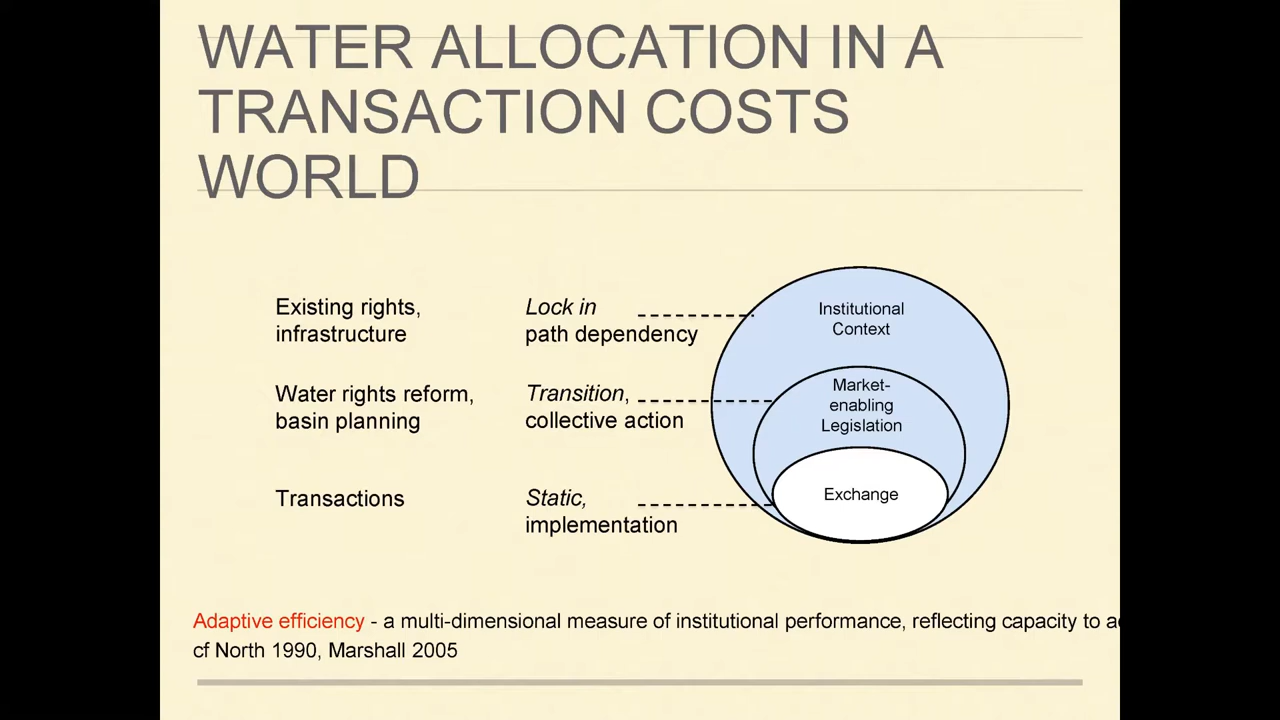 WATER ALLOCATION IN A
TRANSACTION COSTS
WORLD
Existing rights,
infrastructure
Lock in
path dependency
Institutional
Context
Water rights reform,
basin planning
Transition,
collective action
Market-
enabling
Legislation
Transactions
Static,
implementation
Exchange
Adaptive efficiency - a multi-dimensional measure of institutional performance, reflecting capacity to
cf North 1990, Marshall 2005